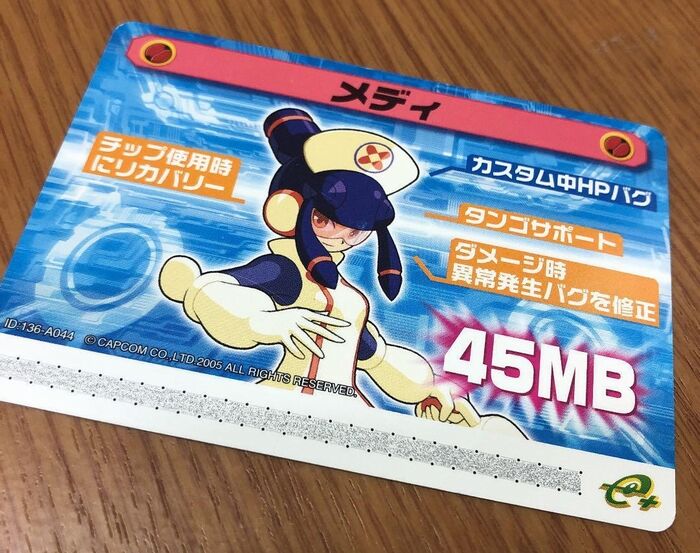 メディ
チップ使用時
にリカバリー
カスタム中HPバグ
タンゴサポート
ダメージ時
異常発生バグを修正
45MB
ID:136-A044
© CAPCOM CO., LTD.2005 ALL RIGHTS RESERVED.
e+